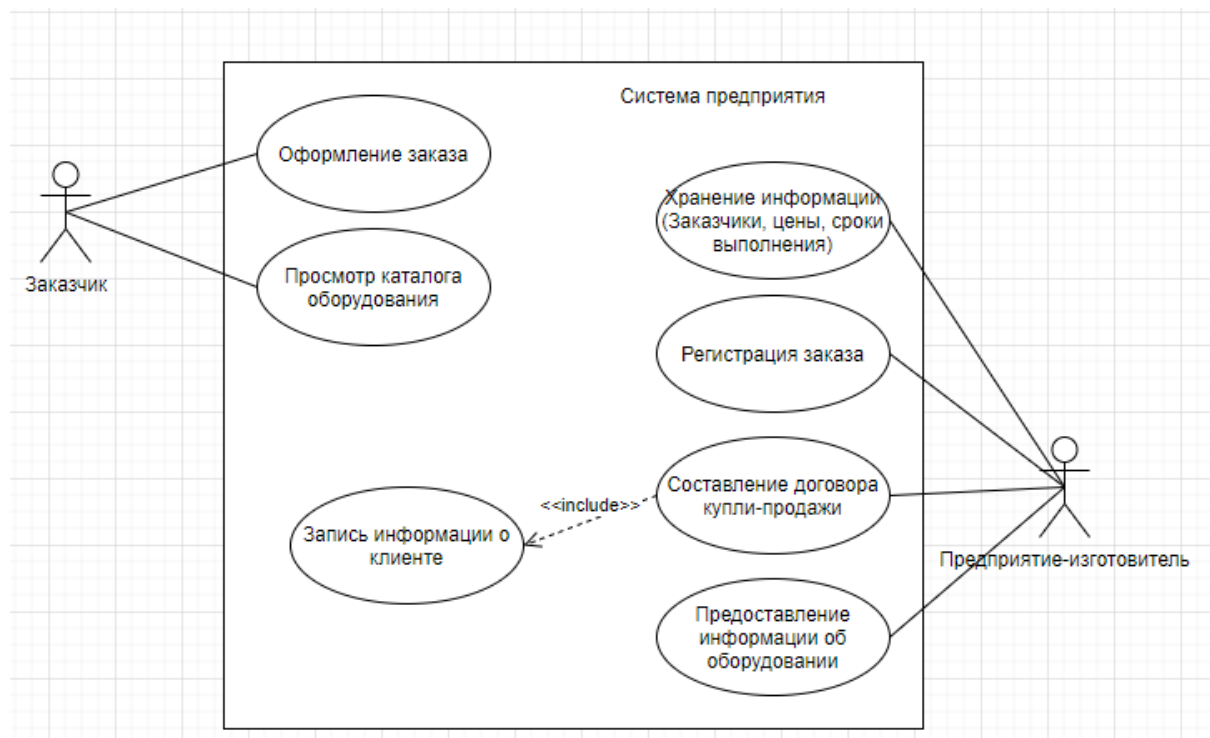 Система предприятия
Оформление заказа
Хранение информации
(Заказчики, цены, сроки
выполнения)
Заказчик
Просмотр каталога
оборудования
Регистрация заказа
Составление договора
купли-продажи
<<include>>
Запись информации о
клиенте
Предприятие-изготовитель
Предоставление
информации об
оборудовании